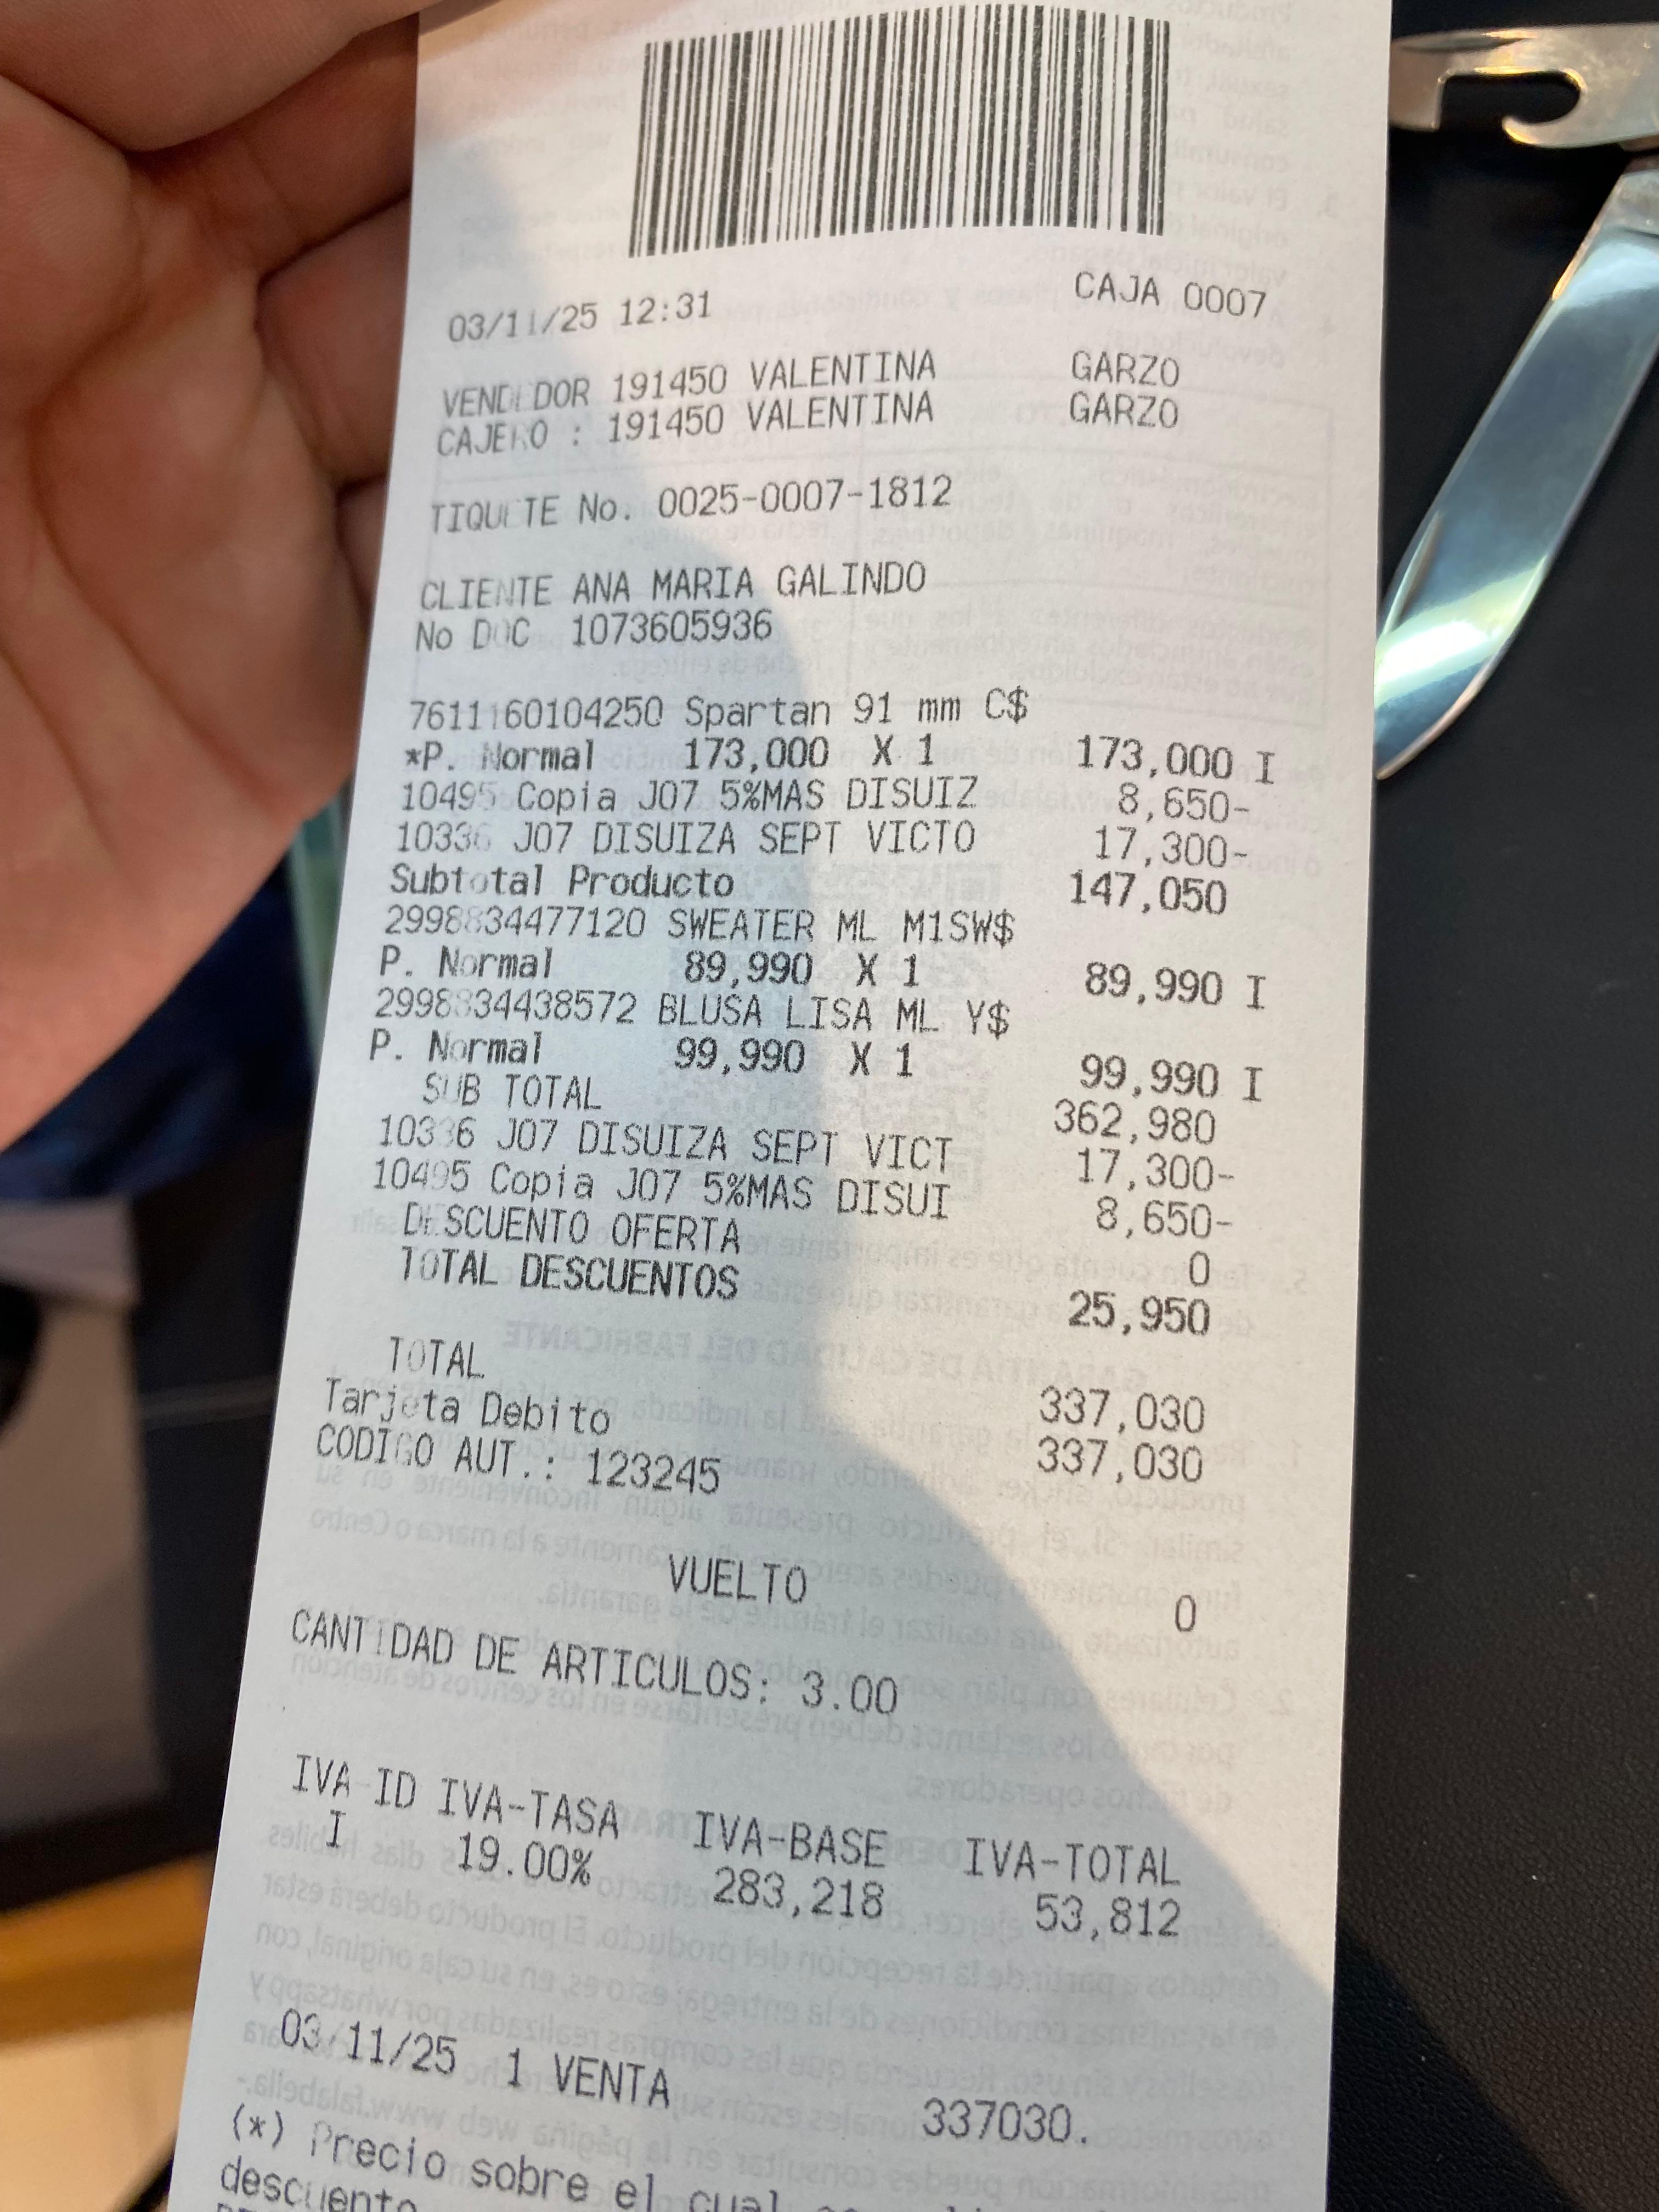 03/11/25 12:31 CAJA 0007
VENDEDOR 191450 VALENTINA GARZO
CAJERO : 191450 VALENTINA GARZO
TIQUETE No. 0025-0007-1812
CLIENTE ANA MARIA GALINDO
No DOC 1073605936
7611160104250 Spartan 91 mm C$
*P. Normal 173,000 X 1 173,000 I
10495 Copia J07 5%MAS DISUIZ 8,650-
10336 J07 DISUIZA SEPT VICTO 17,300-
Subtotal Producto 147,050
2998834477120 SWEATER ML M1SW$
P. Normal 89,990 X 1 89,990 I
2998834438572 BLUSA LISA ML Y$
P. Normal 99,990 X 1 99,990 I
SUB TOTAL 362,980
10336 J07 DISUIZA SEPT VICT 17,300-
10495 Copia J07 5%MAS DISUI 8,650-
DESCUENTO OFERTA 0
TOTAL DESCUENTOS 25,950
TOTAL 337,030
Tarjeta Debito 337,030
CODIGO AUT.: 123245
VUELTO 0
CANTIDAD DE ARTICULOS: 3.00
IVA ID IVA-TASA IVA-BASE IVA-TOTAL
I 19.00% 283,218 53,812
03/11/25 1 VENTA 337030.
(*) Precio sobre el cual
descuento